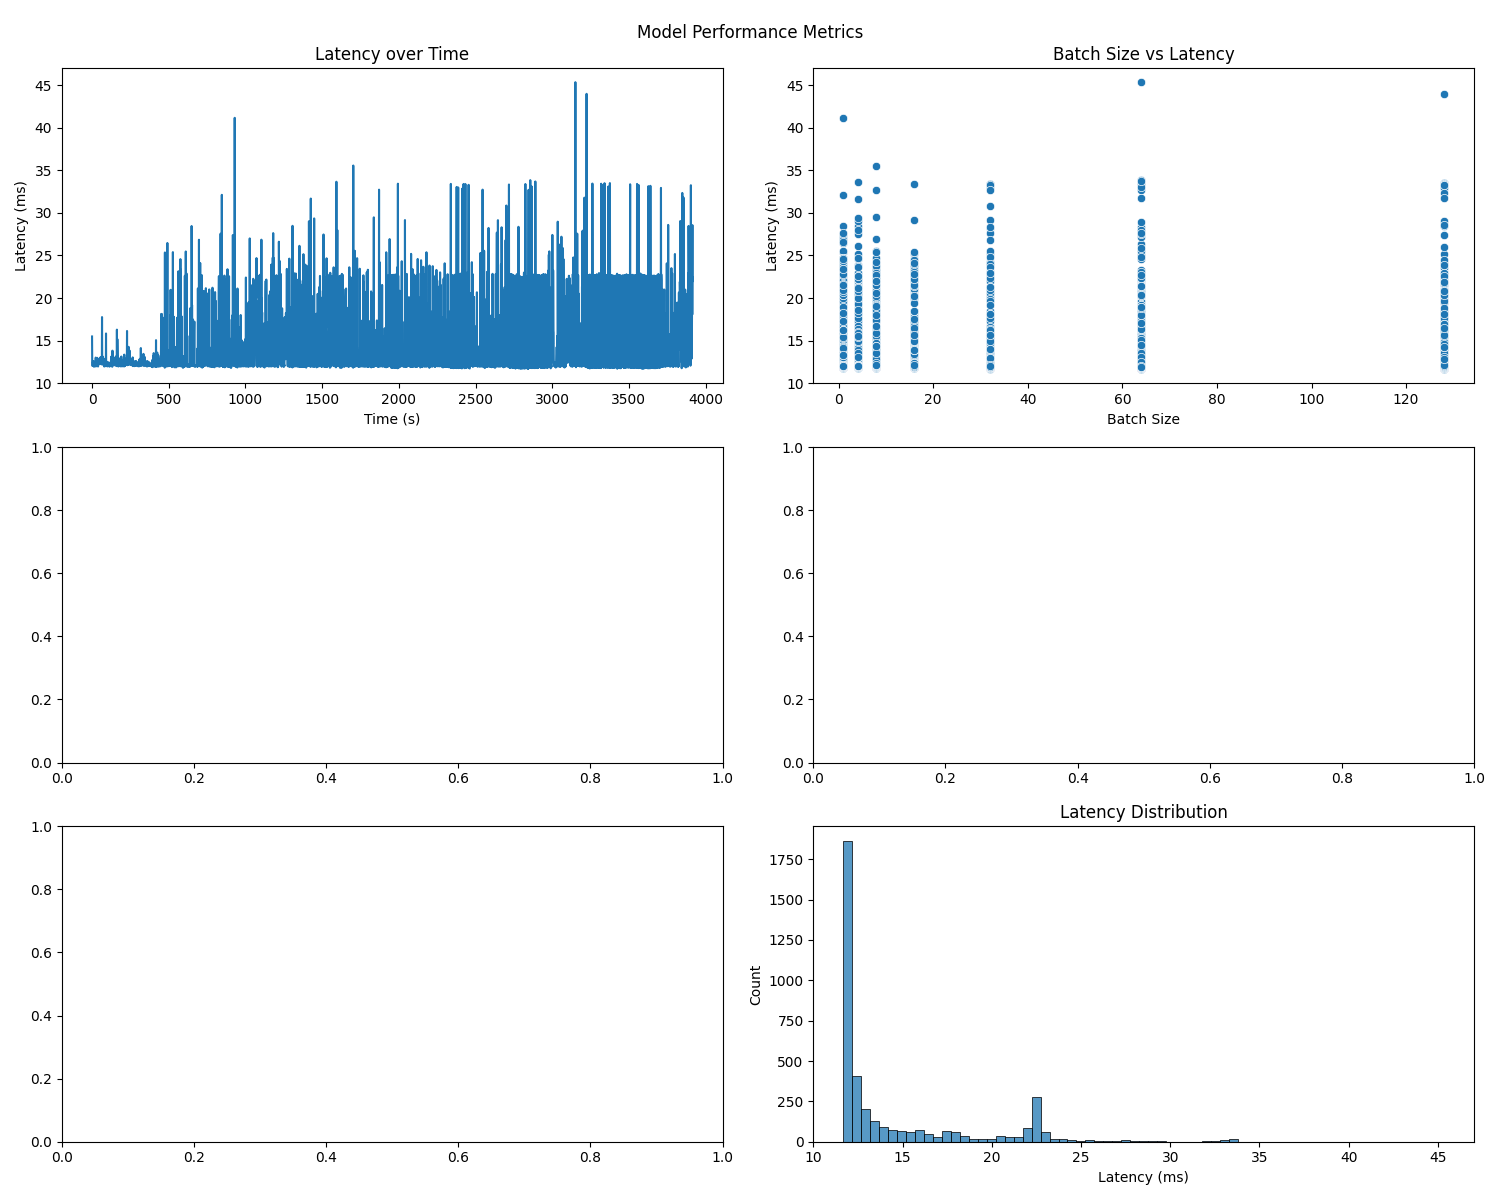 Model Performance Metrics
Latency over Time
Latency (ms)
45
40
35
30
25
20
15
10
0 500 1000 1500 2000 2500 3000 3500 4000
Time (s)
Batch Size vs Latency
Latency (ms)
45
40
35
30
25
20
15
10
0 20 40 60 80 100 120
Batch Size
1.0
0.8
0.6
0.4
0.2
0.0
0.0 0.2 0.4 0.6 0.8 1.0
1.0
0.8
0.6
0.4
0.2
0.0
0.0 0.2 0.4 0.6 0.8 1.0
1.0
0.8
0.6
0.4
0.2
0.0
0.0 0.2 0.4 0.6 0.8 1.0
Latency Distribution
Count
1750
1500
1250
1000
750
500
250
0
10 15 20 25 30 35 40 45
Latency (ms)